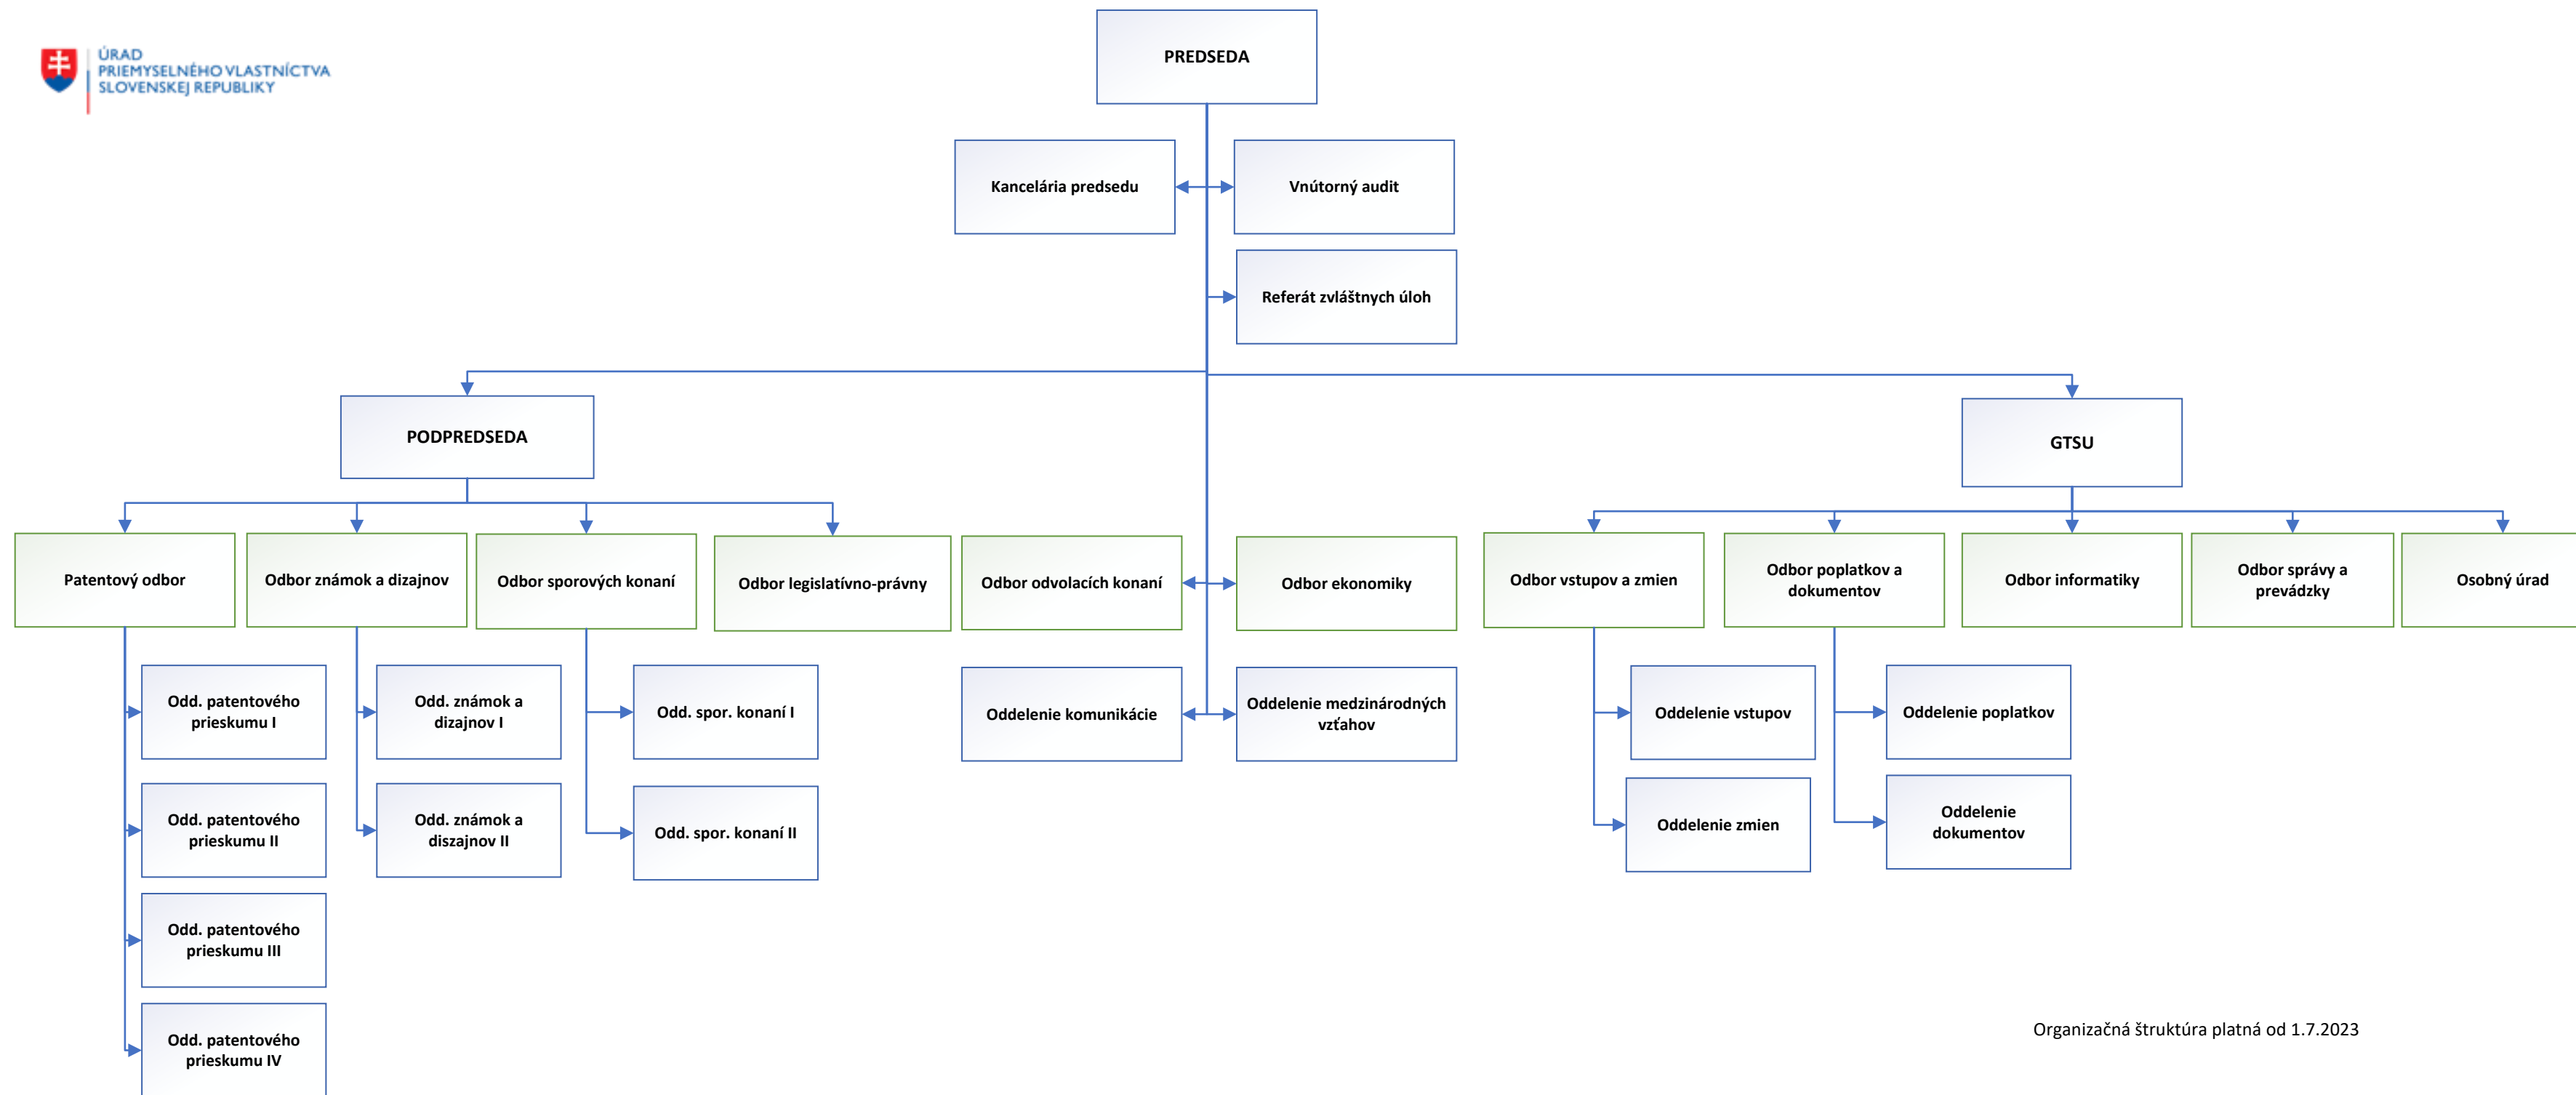 ÚRAD
PRIEMYSELNÉHO VLASTNÍCTVA
SLOVENSKEJ REPUBLIKY
PREDSEDA
Kancelária predsedu
Vnútorný audit
Referát zvláštnych úloh
PODPREDSEDA
GTSU
Patentový odbor
Odbor známok a dizajnov
Odbor sporových konaní
Odbor legislatívno-právny
Odbor odvolacích konaní
Odbor ekonomiky
Odbor vstupov a zmien
Odbor poplatkov a
dokumentov
Odbor informatiky
Odbor správy a
prevádzky
Osobný úrad
Odd. patentového
prieskumu I
Odd. známok a
dizajnov I
Odd. spor. konaní I
Oddelenie komunikácie
Oddelenie medzinárodných
vzťahov
Oddelenie vstupov
Oddelenie poplatkov
Odd. patentového
prieskumu II
Odd. známok a
diszajnov II
Odd. spor. konaní II
Oddelenie zmien
Oddelenie
dokumentov
Odd. patentového
prieskumu III
Odd. patentového
prieskumu IV
Organizačná štruktúra platná od 1.7.2023